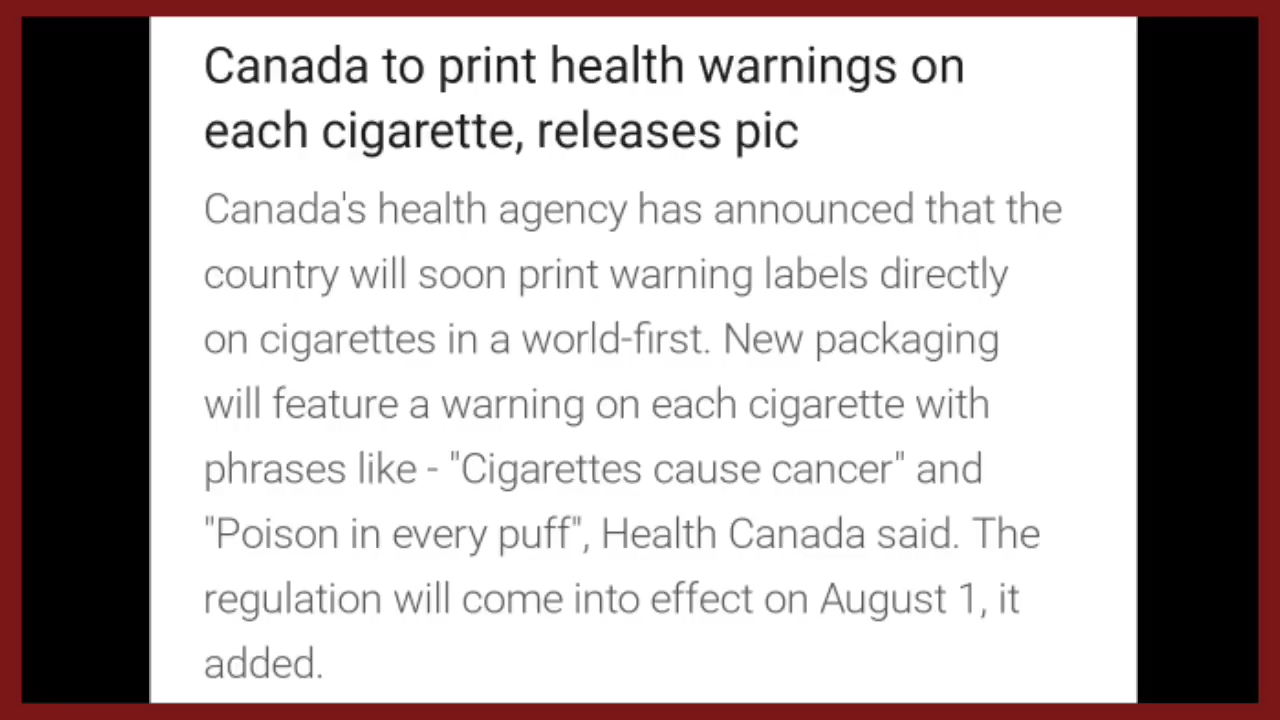 Canada to print health warnings on
each cigarette, releases pic
Canada's health agency has announced that the
country will soon print warning labels directly
on cigarettes in a world-first. New packaging
will feature a warning on each cigarette with
phrases like - "Cigarettes cause cancer" and
"Poison in every puff", Health Canada said. The
regulation will come into effect on August 1, it
added.